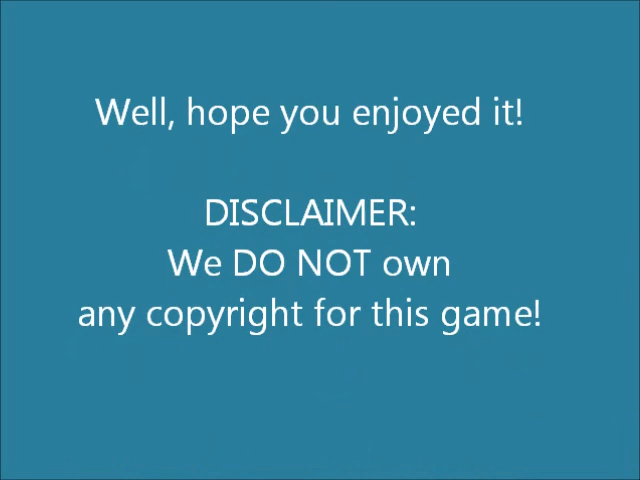 Well, hope you enjoyed it!
DISCLAIMER:
We DO NOT own
any copyright for this game!